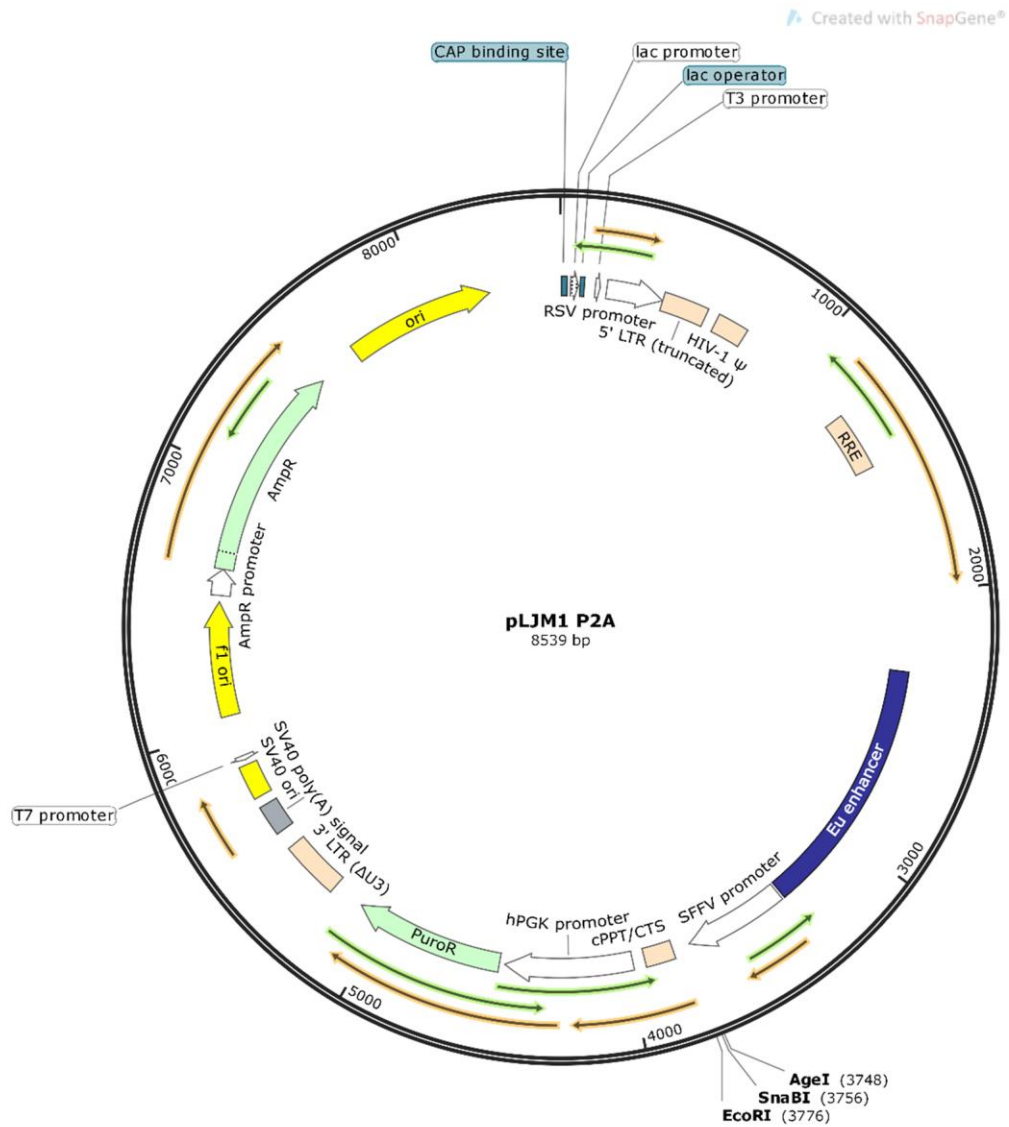 Created with SnapGene®
CAP binding site
lac promoter
lac operator
T3 promoter
8000
1000
ori
RSV promoter
5' LTR (truncated)
HIV-1 Ψ
RRE
7000
AmpR
2000
AmpR promoter
pLJM1 P2A
8539 bp
f1 ori
Eu enhancer
6000
SV40 poly(A) signal
SV40 ori
T7 promoter
3' LTR (ΔU3)
3000
SFFV promoter
hPGK promoter
cPPT/CTS
PuroR
5000
4000
AgeI (3748)
SnaBI (3756)
EcoRI (3776)